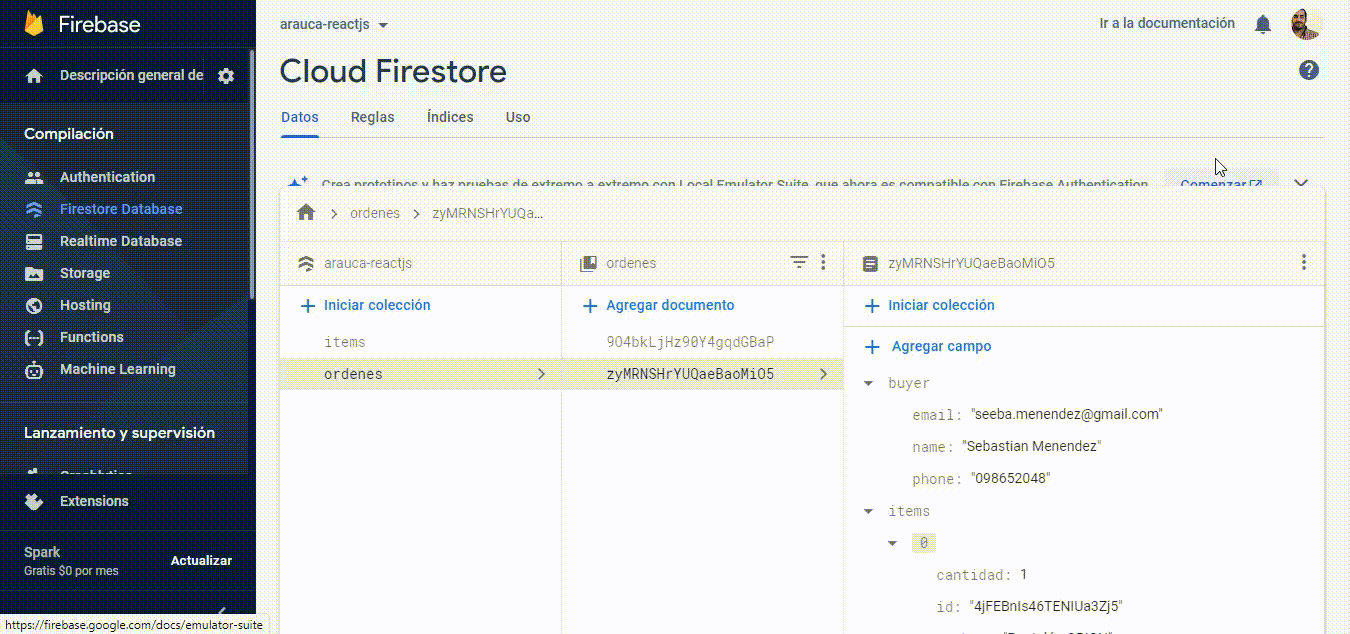 Firebase
arauca-reactjs
Ir a la documentación
Descripción general de
Cloud Firestore
Datos Reglas Índices Uso
Compilación
Authentication
Firestore Database
Realtime Database
Storage
Hosting
Functions
Machine Learning
Lanzamiento y supervisión
Crashlytics
Extensions
Spark
Gratis $0 por mes
Actualizar
https://firebase.google.com/docs/emulator-suite
Crea prototipos y haz pruebas de extremo a extremo con Local Emulator Suite, que ahora es compatible con Firebase Authentication
Comenzar
ordenes > zyMRNSHrYUQa...
arauca-reactjs
Iniciar colección
items
ordenes
ordenes
Agregar documento
9O4bkLjHz90Y4gqdGBaP
zyMRNSHrYUQaeBaoMiO5
zyMRNSHrYUQaeBaoMiO5
Iniciar colección
Agregar campo
buyer
email: "seeba.menendez@gmail.com"
name: "Sebastian Menendez"
phone: "098652048"
items
0
cantidad: 1
id: "4jFEBnIs46TENIUa3Zj5"